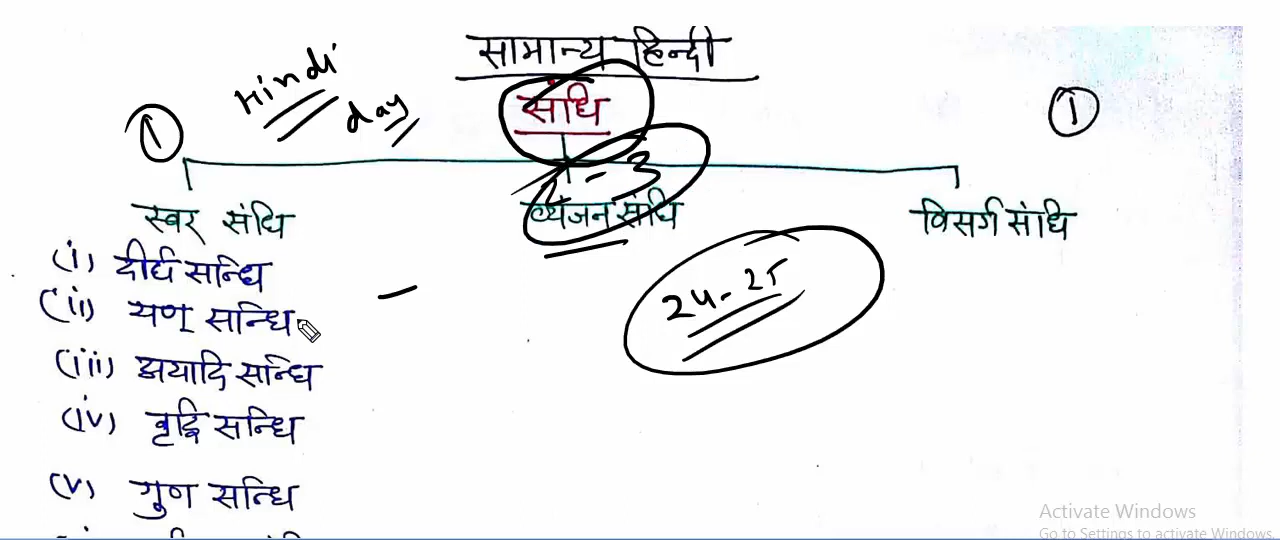 सामान्य हिन्दी
Hindi
day
संधि
1 1
1-3
स्वर संधि व्यंजन संधि विसर्ग संधि
(i) दीर्घ सन्धि
24-25
(ii) यण् सन्धि
(iii) अयादि सन्धि
(iv) वृद्धि सन्धि
(v) गुण सन्धि
Activate Windows
Go to Settings to activate Windows.